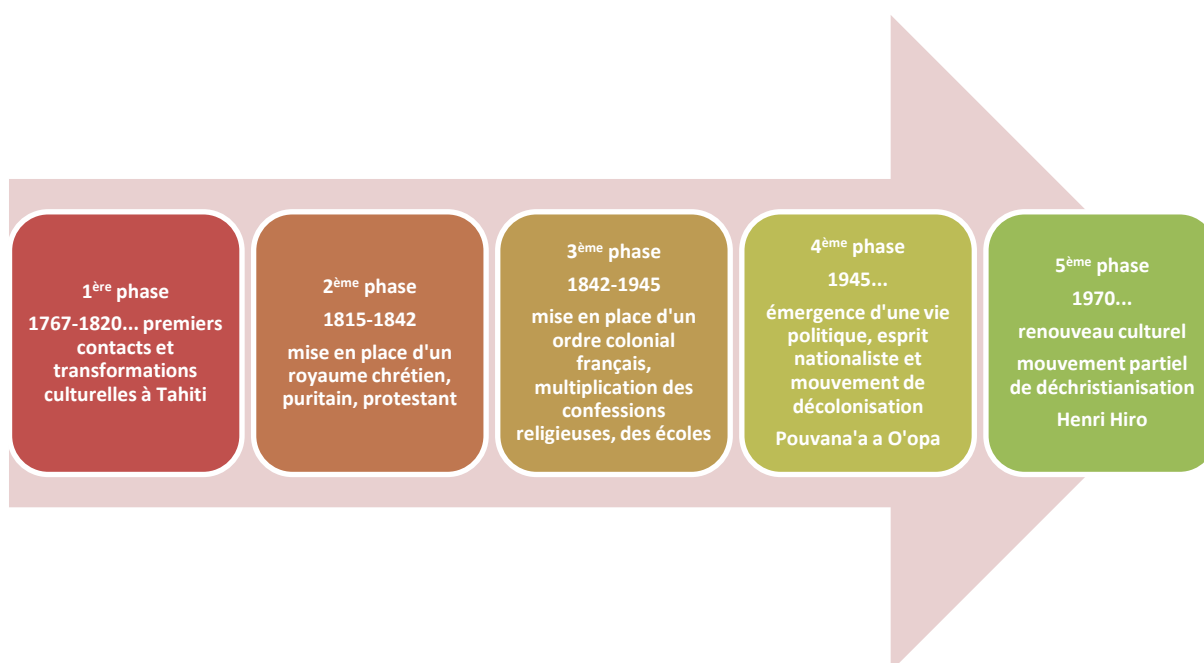 1ère phase
1767-1820... premiers
contacts et
transformations
culturelles à Tahiti
2ème phase
1815-1842
mise en place d'un
royaume chrétien,
puritain, protestant
3ème phase
1842-1945
mise en place d'un
ordre colonial
français,
multiplication des
confessions
religieuses, des écoles
4ème phase
1945...
émergence d'une vie
politique, esprit
nationaliste et
mouvement de
décolonisation
Pouvana'a a O'opa
5ème phase
1970...
renouveau culturel
mouvement partiel
de déchristianisation
Henri Hiro